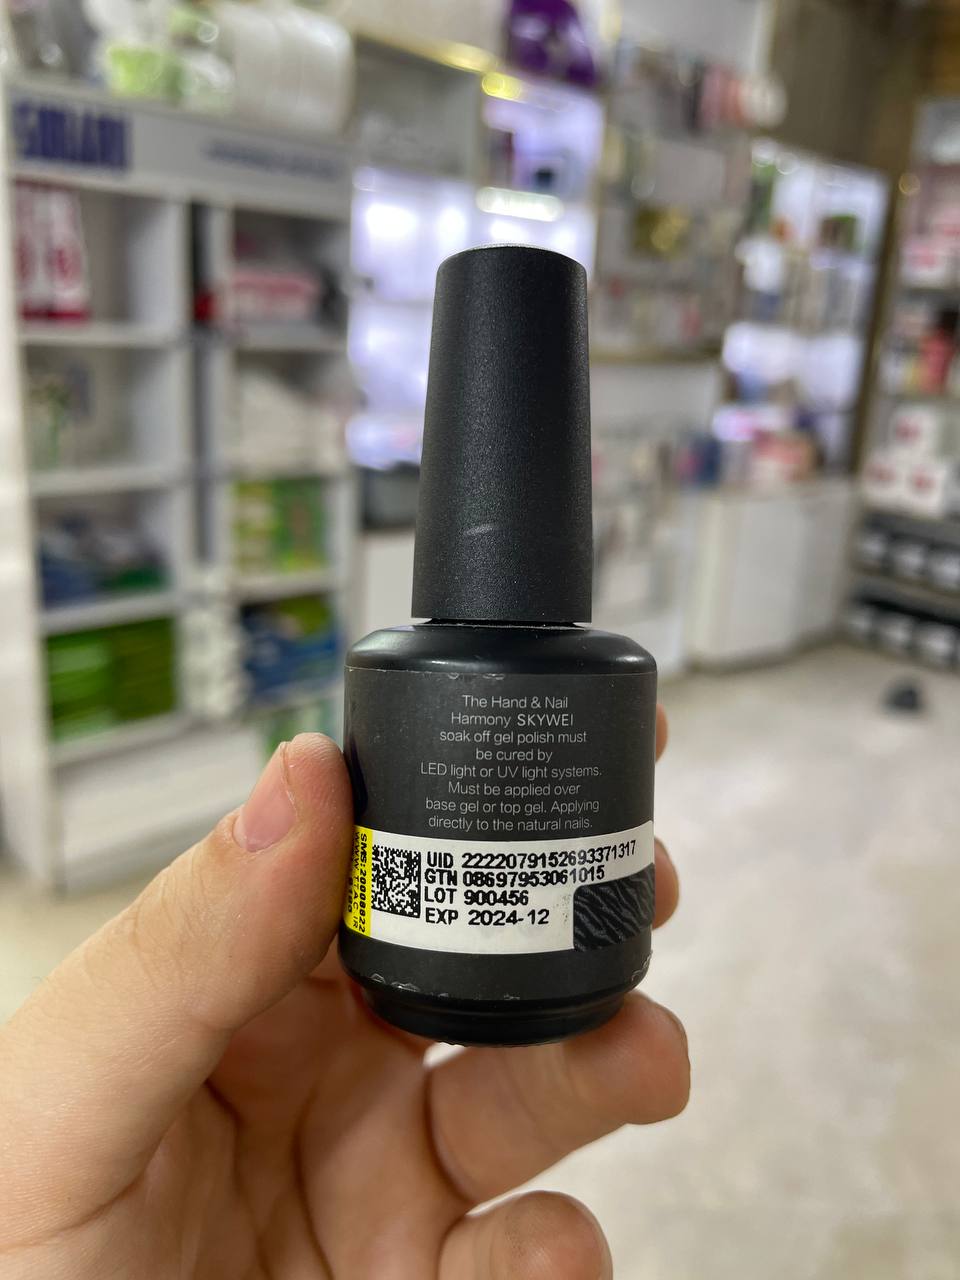 The Hand & Nail
Harmony SKYWEI
soak off gel polish must
be cured by
LED light or UV light systems.
Must be applied over
base gel or top gel. Applying
directly to the natural nails.
UID 2222079152693371317
GTN 08697953061015
LOT 900456
EXP 2024-12
SMS:20008822